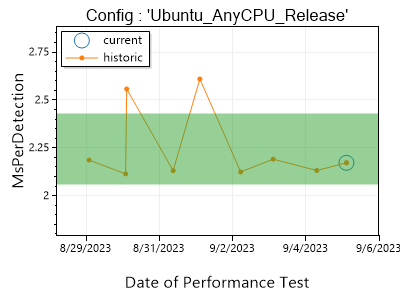 Config : 'Ubuntu_AnyCPU_Release'
current
historic
MsPerDetection
2.75
2.5
2.25
2
8/29/2023
8/31/2023
9/2/2023
9/4/2023
9/6/2023
Date of Performance Test